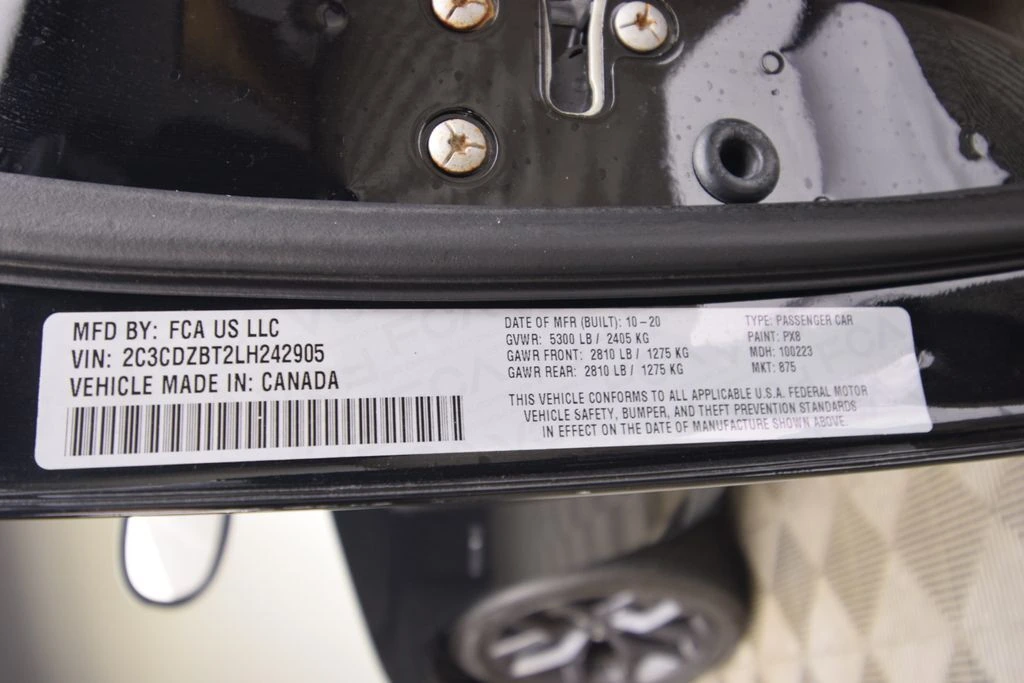 MFD BY: FCA US LLC
VIN: 2C3CDZBT2LH242905
VEHICLE MADE IN: CANADA
DATE OF MFR (BUILT): 10-20
GVWR: 5300 LB / 2405 KG
GAWR FRONT: 2810 LB / 1275 KG
GAWR REAR: 2810 LB / 1275 KG
TYPE: PASSENGER CAR
PAINT: PX8
MDH: 100223
MKT: 875
THIS VEHICLE CONFORMS TO ALL APPLICABLE U.S.A. FEDERAL MOTOR
VEHICLE SAFETY, BUMPER, AND THEFT PREVENTION STANDARDS
IN EFFECT ON THE DATE OF MANUFACTURE SHOWN ABOVE.